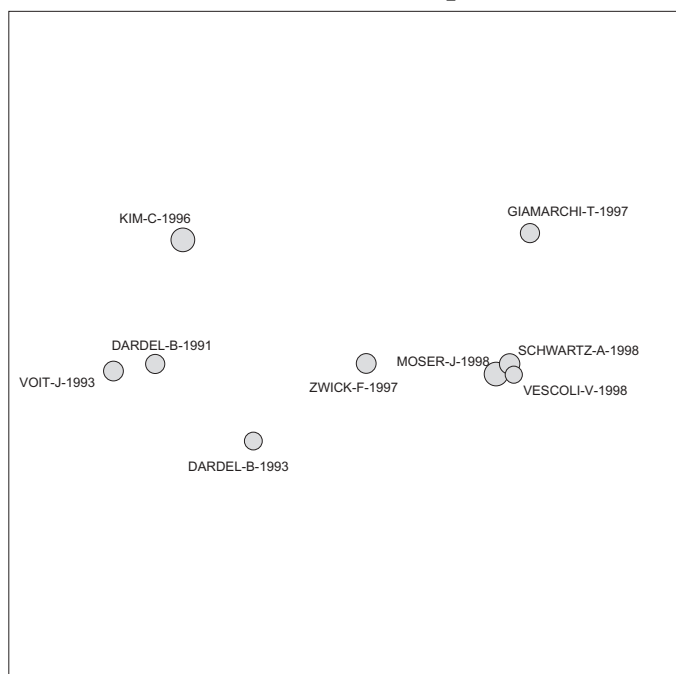 GIAMARCHI-T-1997
KIM-C-1996
DARDEL-B-1991
SCHWARTZ-A-1998
MOSER-J-1998
VOIT-J-1993
ZWICK-F-1997
VESCOLI-V-1998
DARDEL-B-1993